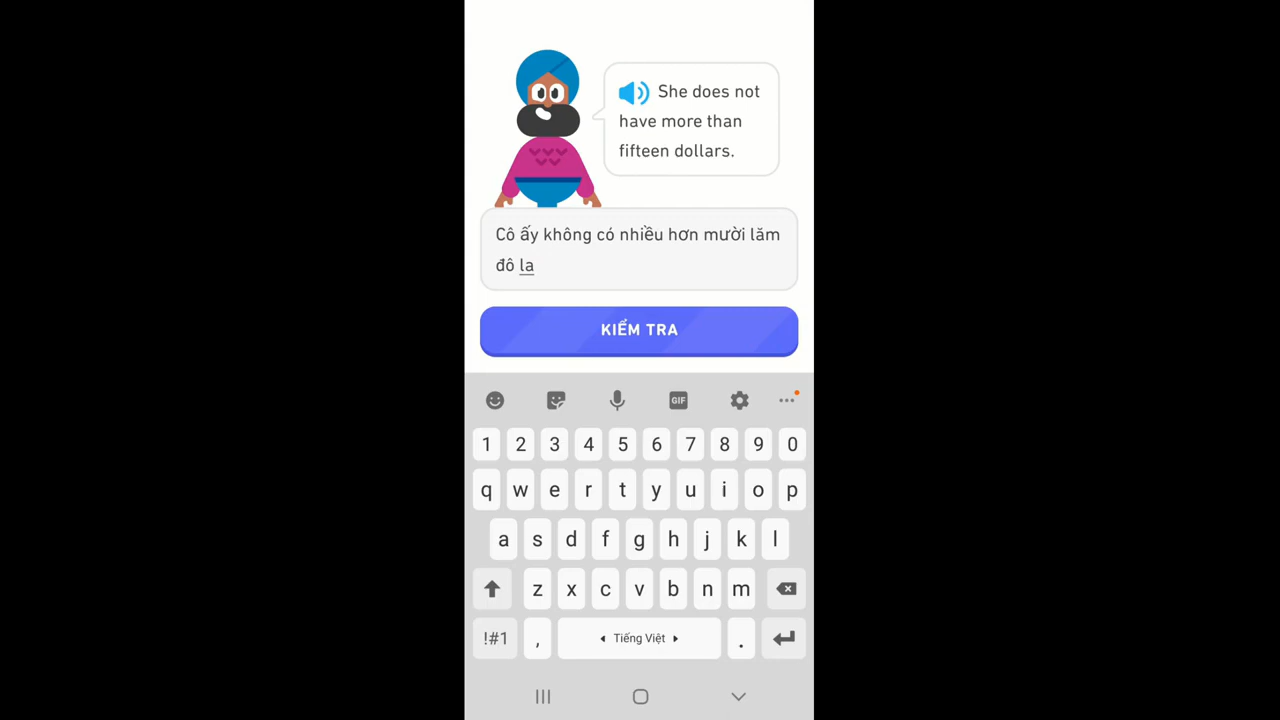 She does not
have more than
fifteen dollars.
Cô ấy không có nhiều hơn mười lăm
đô la
KIỂM TRA
GIF
1 2 3 4 5 6 7 8 9 0
q w e r t y u i o p
a s d f g h j k l
z x c v b n m
!#1 , Tiếng Việt .